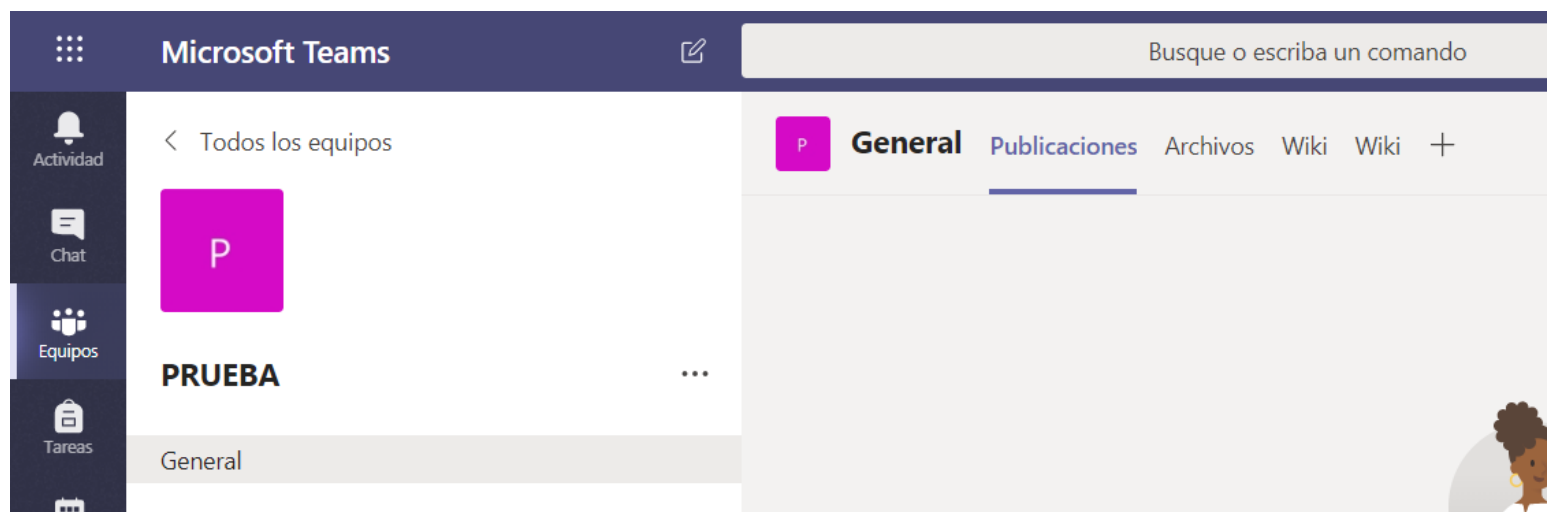 Microsoft Teams
Busque o escriba un comando
Actividad
Chat
Equipos
Tareas
Todos los equipos
P
PRUEBA
General
P
General Publicaciones Archivos Wiki Wiki